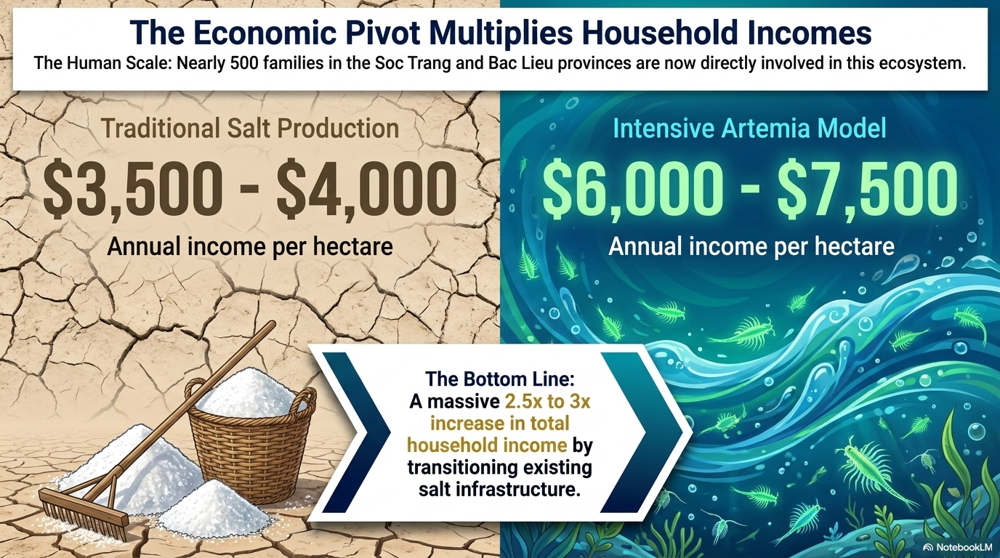 The Economic Pivot Multiplies Household Incomes
The Human Scale: Nearly 500 families in the Soc Trang and Bac Lieu provinces are now directly involved in this ecosystem.
Traditional Salt Production
$3,500 - $4,000
Annual income per hectare
Intensive Artemia Model
$6,000 - $7,500
Annual income per hectare
The Bottom Line:
A massive 2.5x to 3x
increase in total
household income by
transitioning existing
salt infrastructure.
NotebookLM